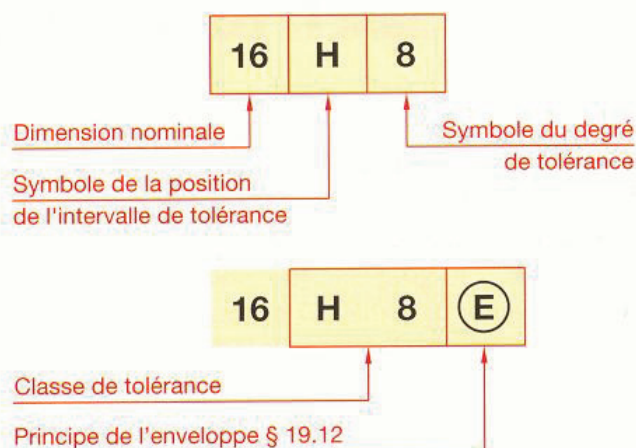 16 H 8
Dimension nominale
Symbole du degré
de tolérance
Symbole de la position
de l'intervalle de tolérance
16 H 8 Ⓔ
Classe de tolérance
Principe de l'enveloppe § 19.12